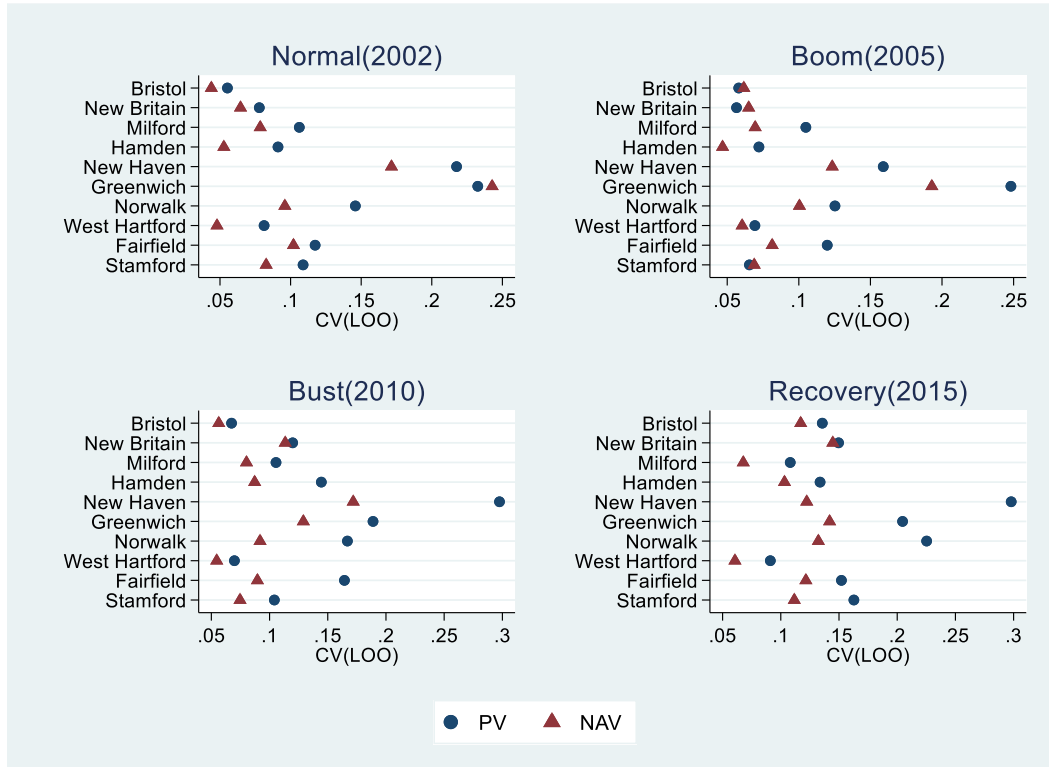 Normal(2002)
Bristol
New Britain
Milford
Hamden
New Haven
Greenwich
Norwalk
West Hartford
Fairfield
Stamford
.05 .1 .15 .2 .25
CV(LOO)
Boom(2005)
Bristol
New Britain
Milford
Hamden
New Haven
Greenwich
Norwalk
West Hartford
Fairfield
Stamford
.05 .1 .15 .2 .25
CV(LOO)
Bust(2010)
Bristol
New Britain
Milford
Hamden
New Haven
Greenwich
Norwalk
West Hartford
Fairfield
Stamford
.05 .1 .15 .2 .25 .3
CV(LOO)
Recovery(2015)
Bristol
New Britain
Milford
Hamden
New Haven
Greenwich
Norwalk
West Hartford
Fairfield
Stamford
.05 .1 .15 .2 .25 .3
CV(LOO)
PV NAV